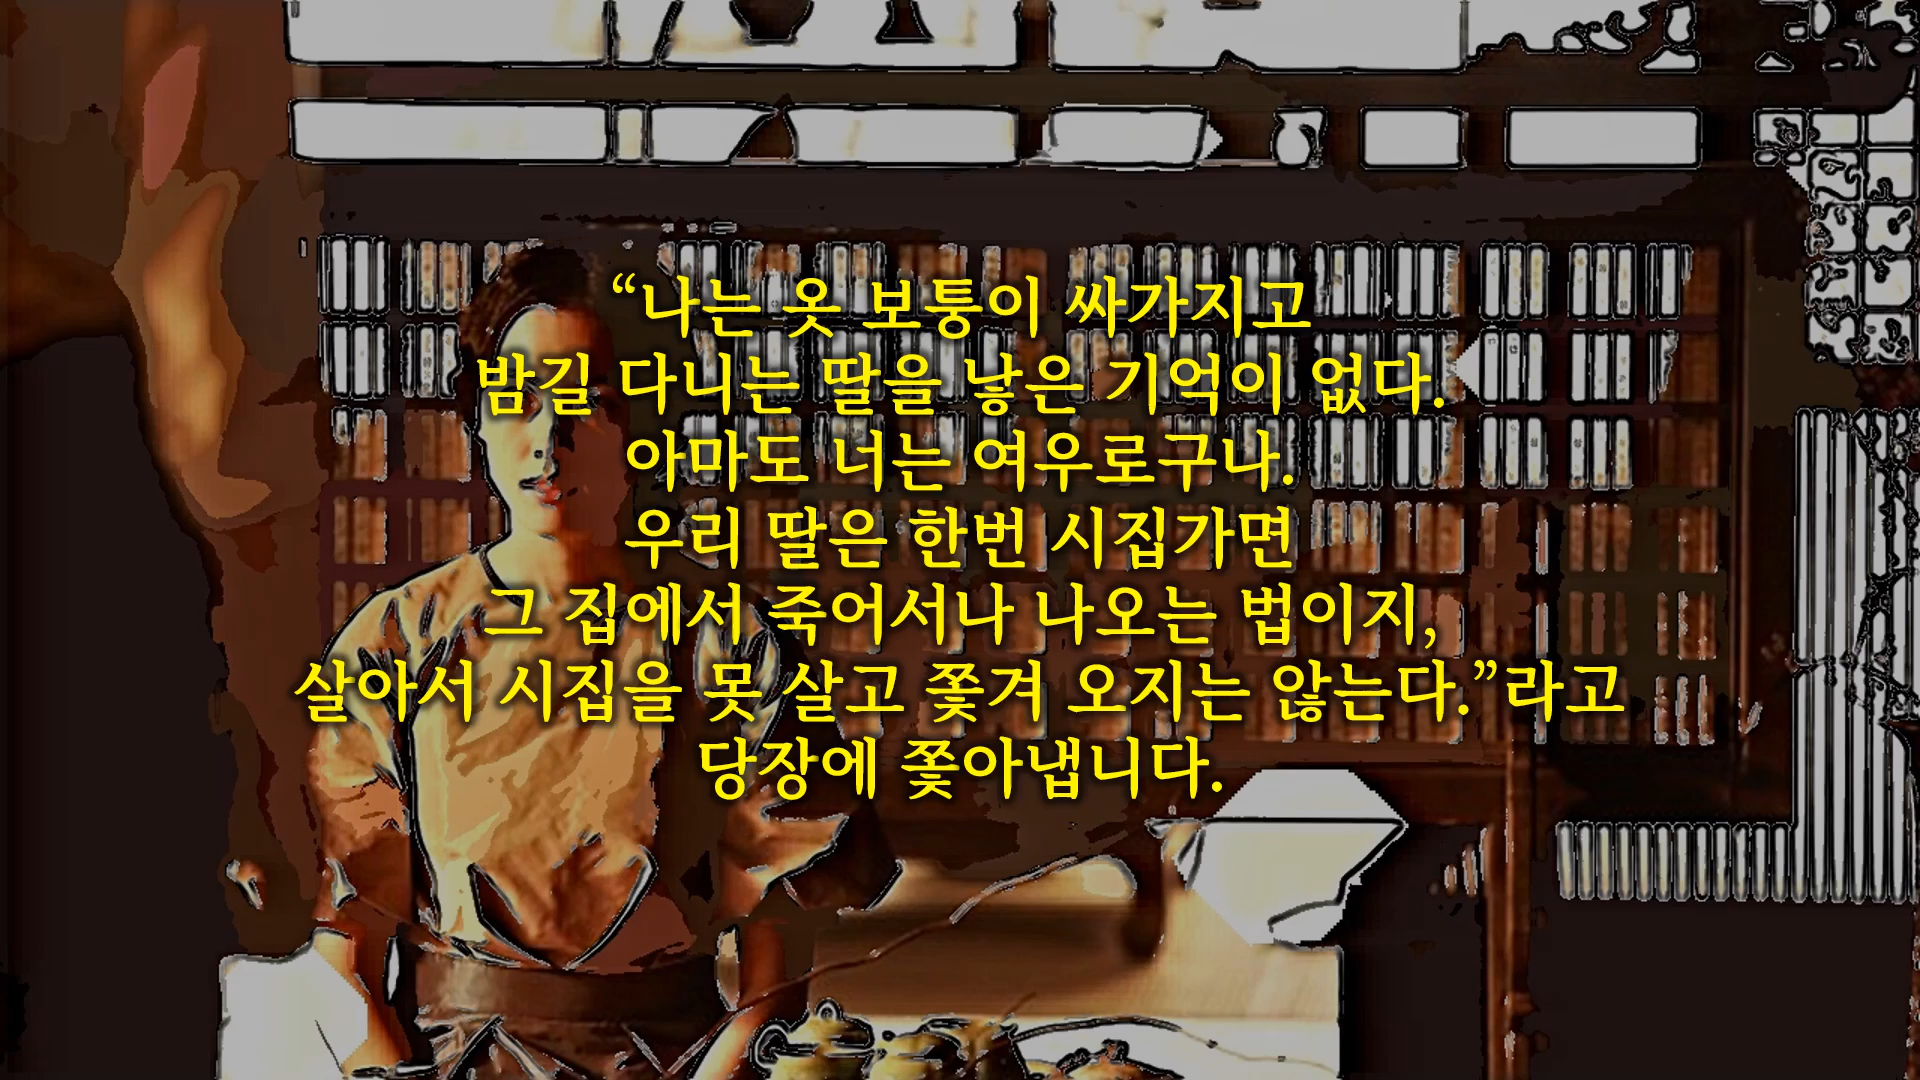 “나는 옷 보퉁이 싸가지고
밤길 다니는 딸을 낳은 기억이 없다.
아마도 너는 여우로구나.
우리 딸은 한번 시집가면
그 집에서 죽어서나 나오는 법이지,
살아서 시집을 못 살고 쫓겨 오지는 않는다.”라고
당장에 쫓아냅니다.